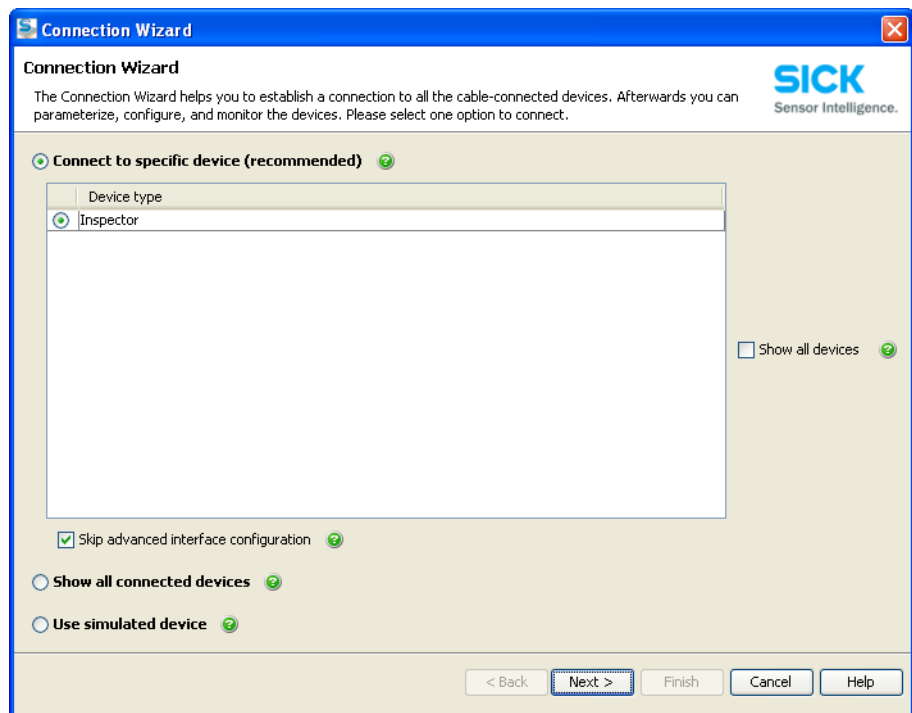 Connection Wizard
Connection Wizard
The Connection Wizard helps you to establish a connection to all the cable-connected devices. Afterwards you can
parameterize, configure, and monitor the devices. Please select one option to connect.
SICK
Sensor Intelligence.
Connect to specific device (recommended) ?
Device type
Inspector
Show all devices ?
Skip advanced interface configuration ?
Show all connected devices ?
Use simulated device ?
< Back Next > Finish Cancel Help